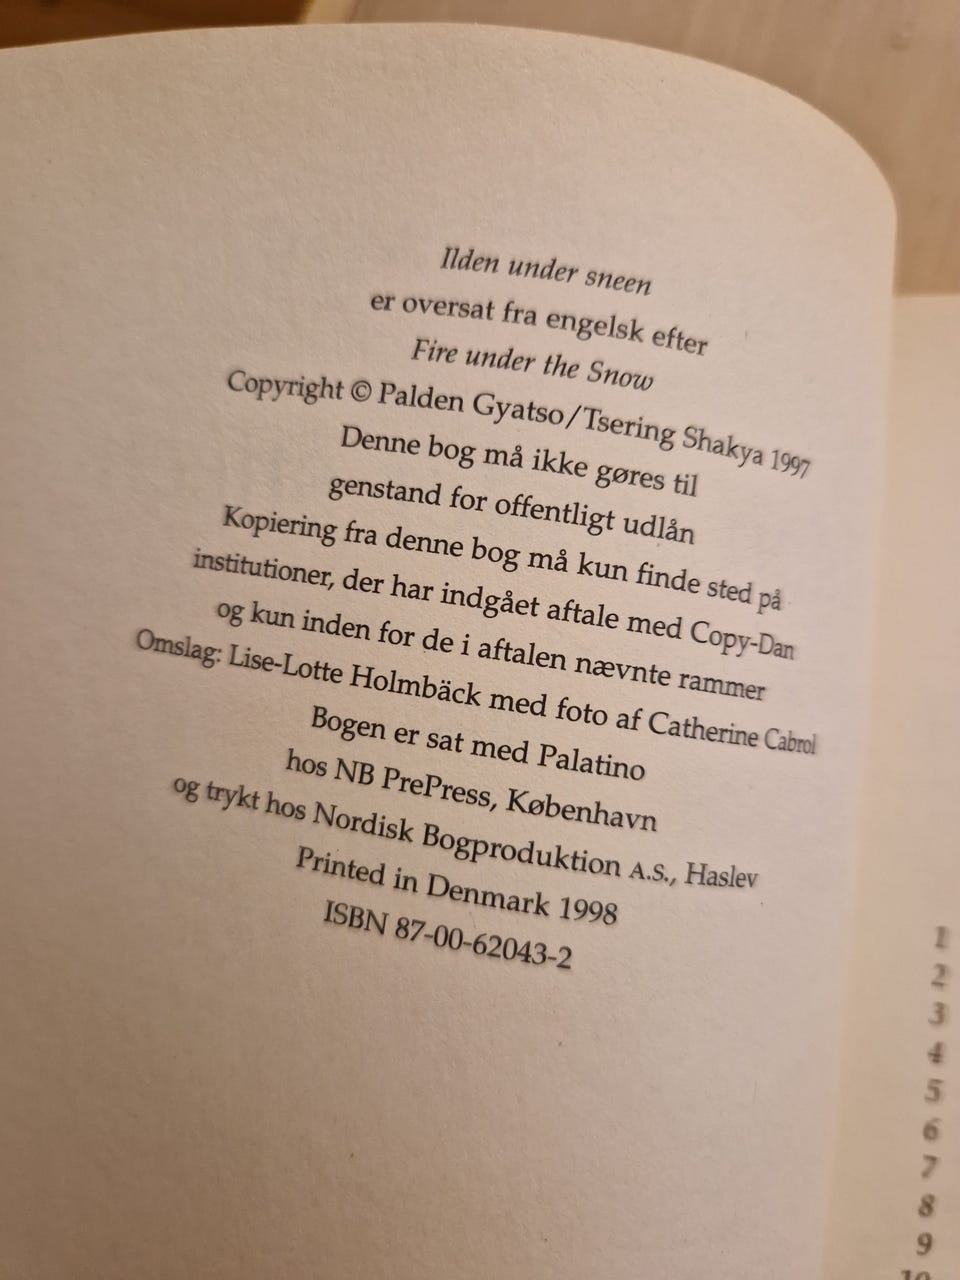 Ilden under sneen
er oversat fra engelsk efter
Fire under the Snow
Copyright © Palden Gyatso/Tsering Shakya 1997
Denne bog må ikke gøres til
genstand for offentligt udlån
Kopiering fra denne bog må kun finde sted på
institutioner, der har indgået aftale med Copy-Dan
og kun inden for de i aftalen nævnte rammer
Omslag: Lise-Lotte Holmbäck med foto af Catherine Cabrol
Bogen er sat med Palatino
hos NB PrePress, København
og trykt hos Nordisk Bogproduktion A.S., Haslev
Printed in Denmark 1998
ISBN 87-00-62043-2
1
2
3
4
5
6
7
8
9
10